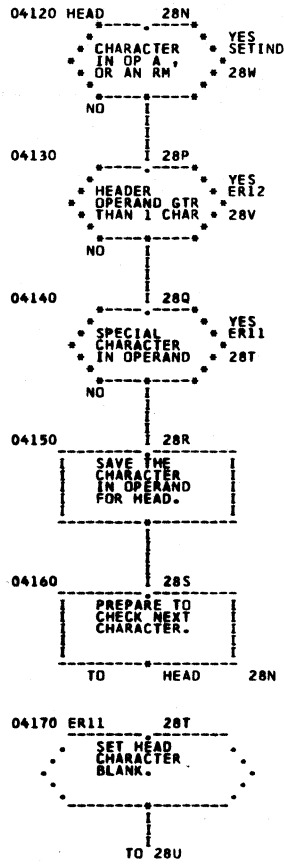 04120 HEAD 28N
YES
CHARACTER SETIND
IN OP A ,
OR AN RM 28W
NO
04130 28P
YES
HEADER ER12
OPERAND GTR
THAN 1 CHAR 28V
NO
04140 28Q
YES
SPECIAL ER11
CHARACTER
IN OPERAND 28T
NO
04150 28R
SAVE THE
CHARACTER
IN OPERAND
FOR HEAD.
04160 28S
PREPARE TO
CHECK NEXT
CHARACTER.
TO HEAD 28N
04170 ER11 28T
SET HEAD
CHARACTER
BLANK.
TO 28U